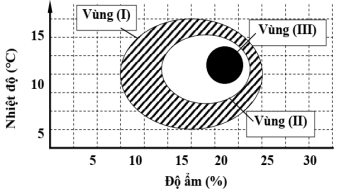 Vùng (I)
Vùng (III)
Vùng (II)
Nhiệt độ (°C)
15
10
5
5 10 15 20 25 30
Độ ẩm (%)